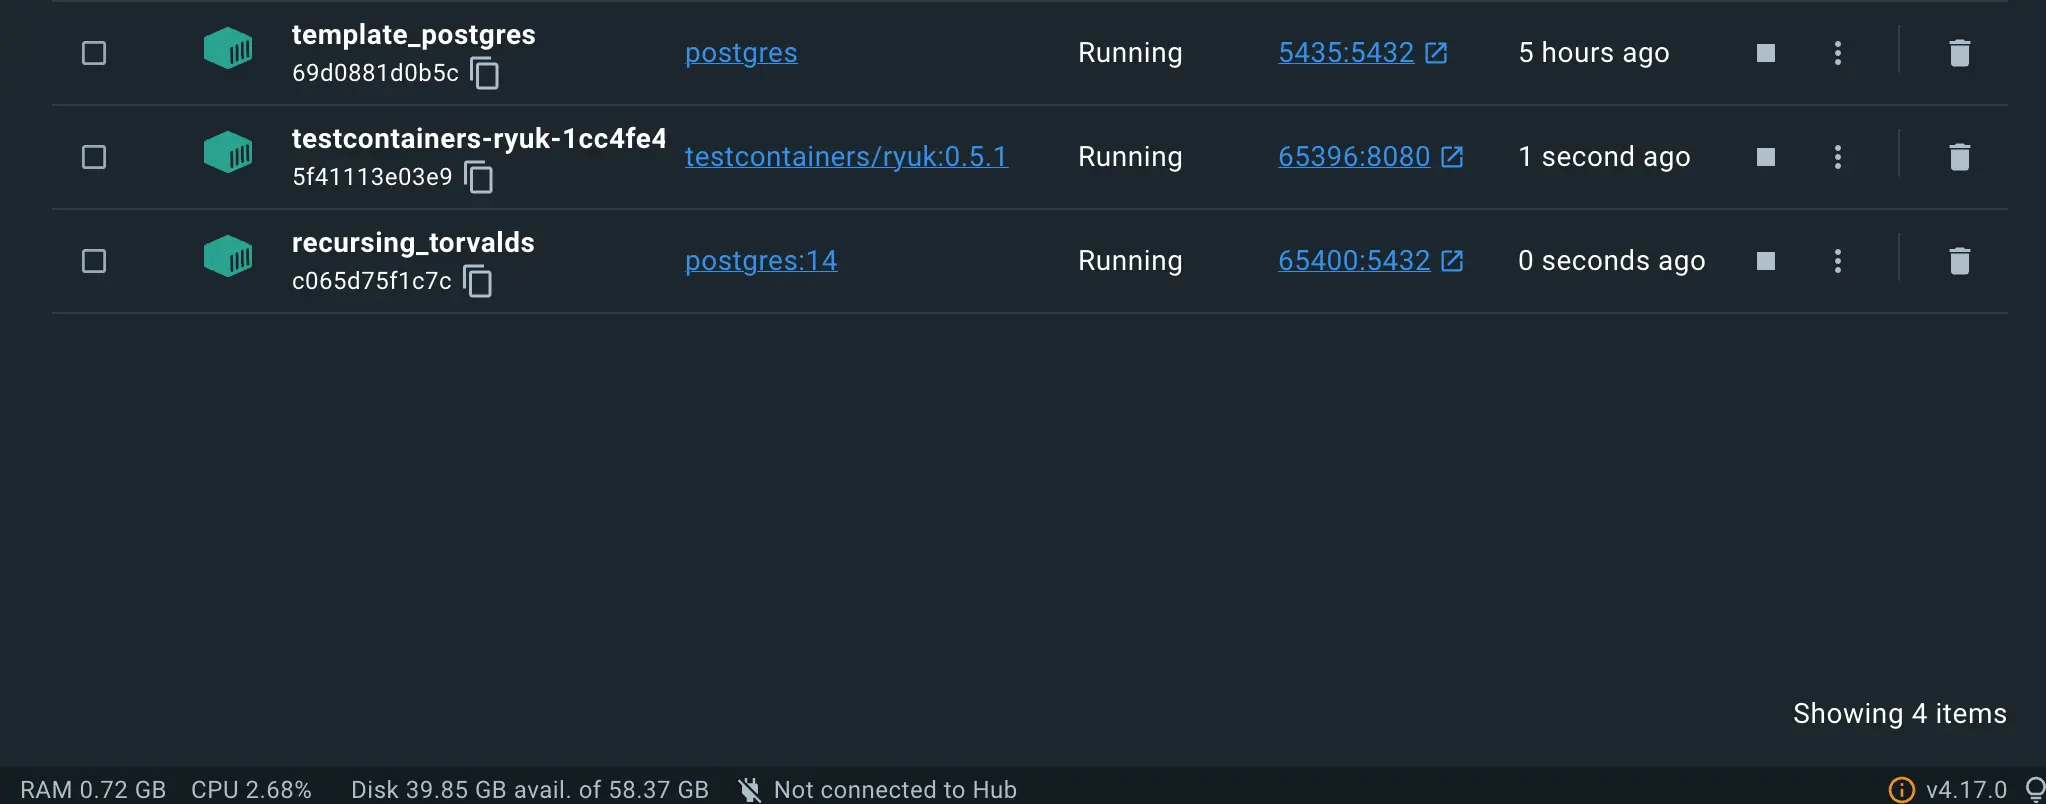 template_postgres
69d0881d0b5c
postgres
Running
5435:5432
5 hours ago
testcontainers-ryuk-1cc4fe4
5f41113e03e9
testcontainers/ryuk:0.5.1
Running
65396:8080
1 second ago
recursing_torvalds
c065d75f1c7c
postgres:14
Running
65400:5432
0 seconds ago
Showing 4 items
RAM 0.72 GB CPU 2.68% Disk 39.85 GB avail. of 58.37 GB Not connected to Hub v4.17.0